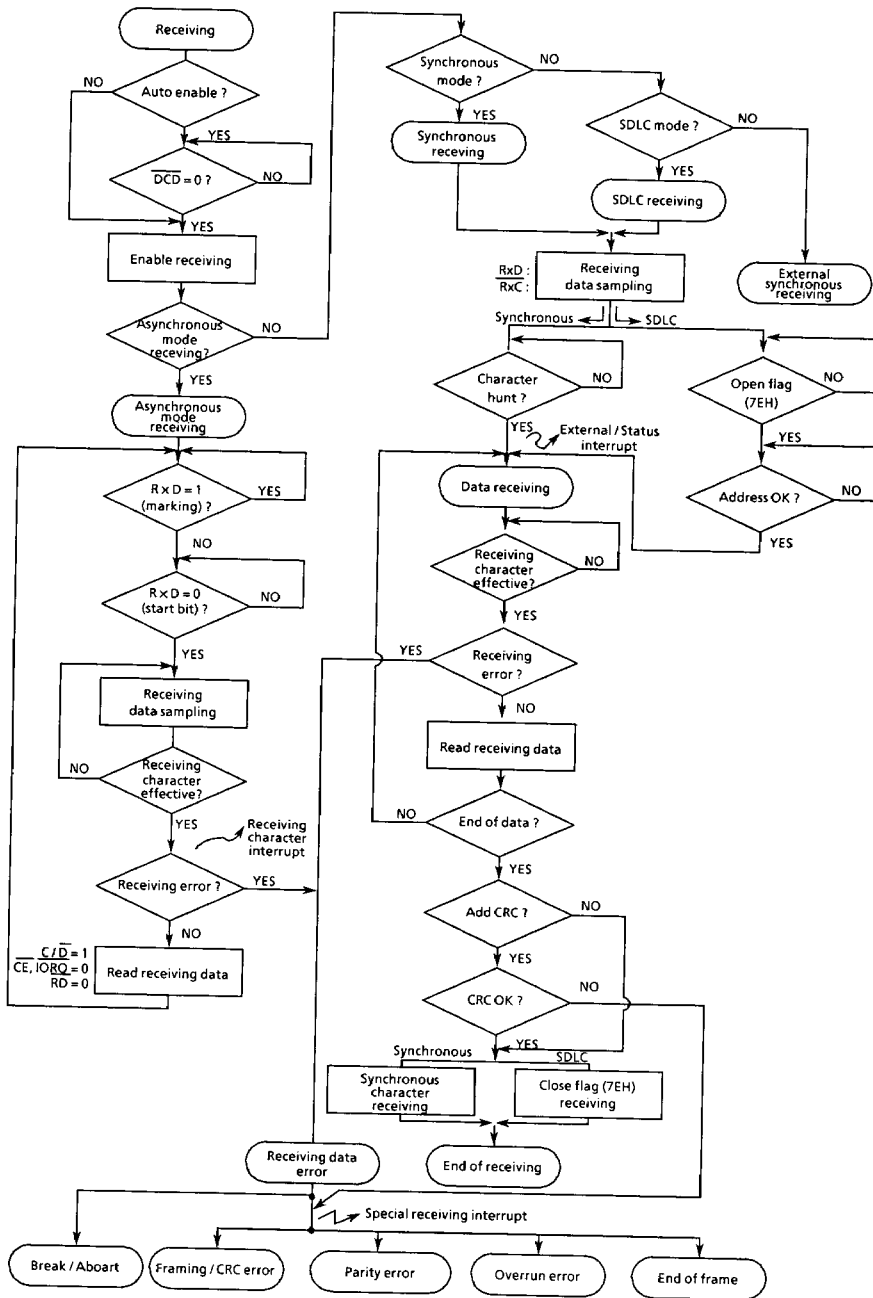 Receiving
NO
Auto enable ?
YES
DCD = 0 ?
NO
YES
Enable receiving
Asynchronous
mode
receving?
NO
YES
Asynchronous
mode
receiving
R × D = 1
(marking) ?
YES
NO
R × D = 0
(start bit) ?
NO
YES
Receiving
data sampling
NO
Receiving
character
effective?
YES
Receiving
character
interrupt
Receiving error ?
YES
NO
C / D = 1
CE, IORQ = 0
RD = 0
Read receiving data
Synchronous
mode ?
NO
YES
Synchronous
receiving
SDLC mode ?
NO
YES
SDLC receiving
RxD :
RxC :
Receiving
data sampling
External
synchronous
receiving
Synchronous
SDLC
Character
hunt ?
NO
YES
External / Status
interrupt
Open flag
(7EH)
NO
YES
Address OK ?
NO
YES
Data receiving
Receiving
character
effective?
NO
YES
YES
Receiving
error ?
NO
Read receiving data
NO
End of data ?
YES
Add CRC ?
NO
YES
CRC OK ?
NO
YES
Synchronous
SDLC
Synchronous
character
receiving
Close flag (7EH)
receiving
End of receiving
Receiving data
error
Special receiving interrupt
Break / Aboart
Framing / CRC error
Parity error
Overrun error
End of frame